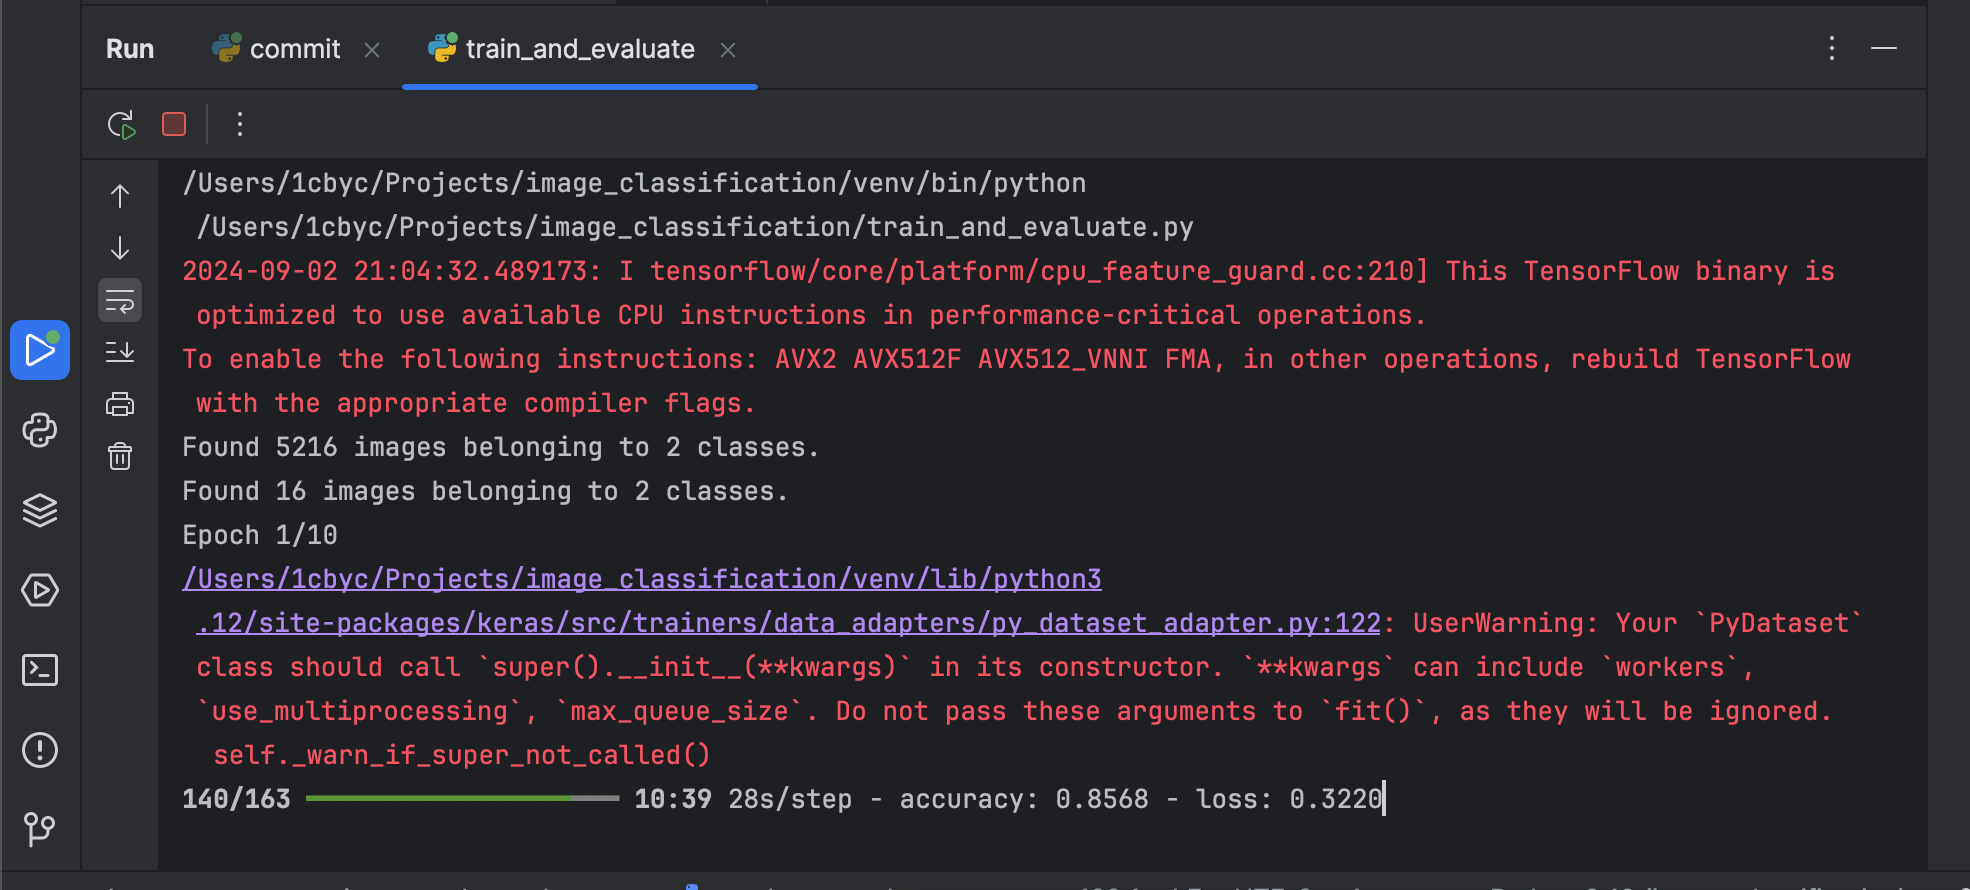 Run commit train_and_evaluate
/Users/1cbyc/Projects/image_classification/venv/bin/python
/Users/1cbyc/Projects/image_classification/train_and_evaluate.py
2024-09-02 21:04:32.489173: I tensorflow/core/platform/cpu_feature_guard.cc:210] This TensorFlow binary is
optimized to use available CPU instructions in performance-critical operations.
To enable the following instructions: AVX2 AVX512F AVX512_VNNI FMA, in other operations, rebuild TensorFlow
with the appropriate compiler flags.
Found 5216 images belonging to 2 classes.
Found 16 images belonging to 2 classes.
Epoch 1/10
/Users/1cbyc/Projects/image_classification/venv/lib/python3
.12/site-packages/keras/src/trainers/data_adapters/py_dataset_adapter.py:122: UserWarning: Your `PyDataset`
class should call `super().__init__(**kwargs)` in its constructor. `**kwargs` can include `workers`,
`use_multiprocessing`, `max_queue_size`. Do not pass these arguments to `fit()`, as they will be ignored.
self._warn_if_super_not_called()
140/163 10:39 28s/step - accuracy: 0.8568 - loss: 0.3220